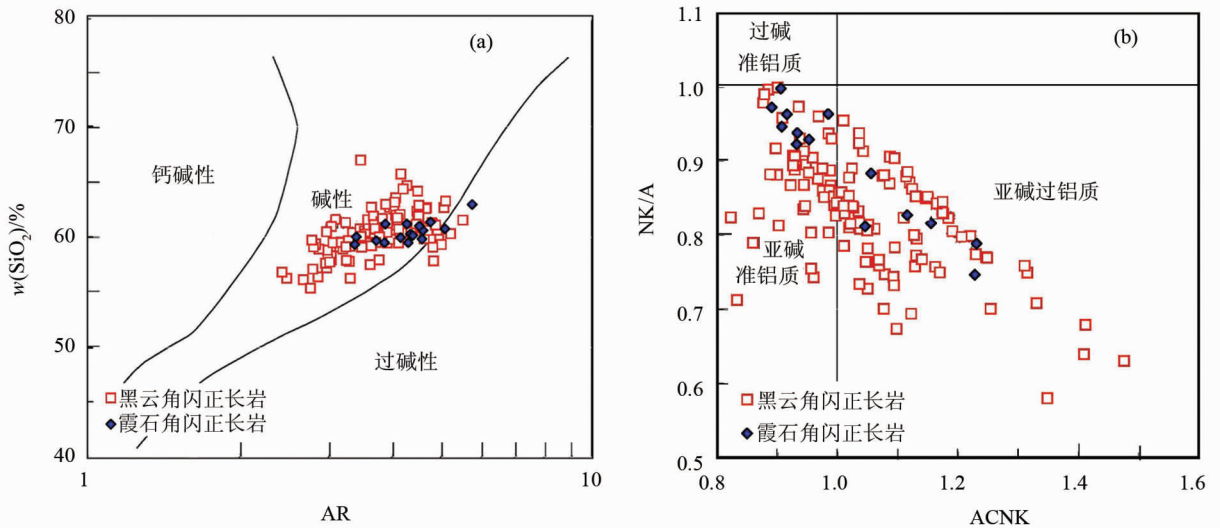 80
70
60
50
40
w(SiO₂)/%
(a)
钙碱性
碱性
过碱性
黑云角闪正长岩
霞石角闪正长岩
1
10
AR
1.1
1.0
0.9
0.8
0.7
0.6
0.5
NK/A
过碱
准铝质
(b)
亚碱过铝质
亚碱
准铝质
黑云角闪正长岩
霞石角闪正长岩
0.8
1.0
1.2
1.4
1.6
ACNK